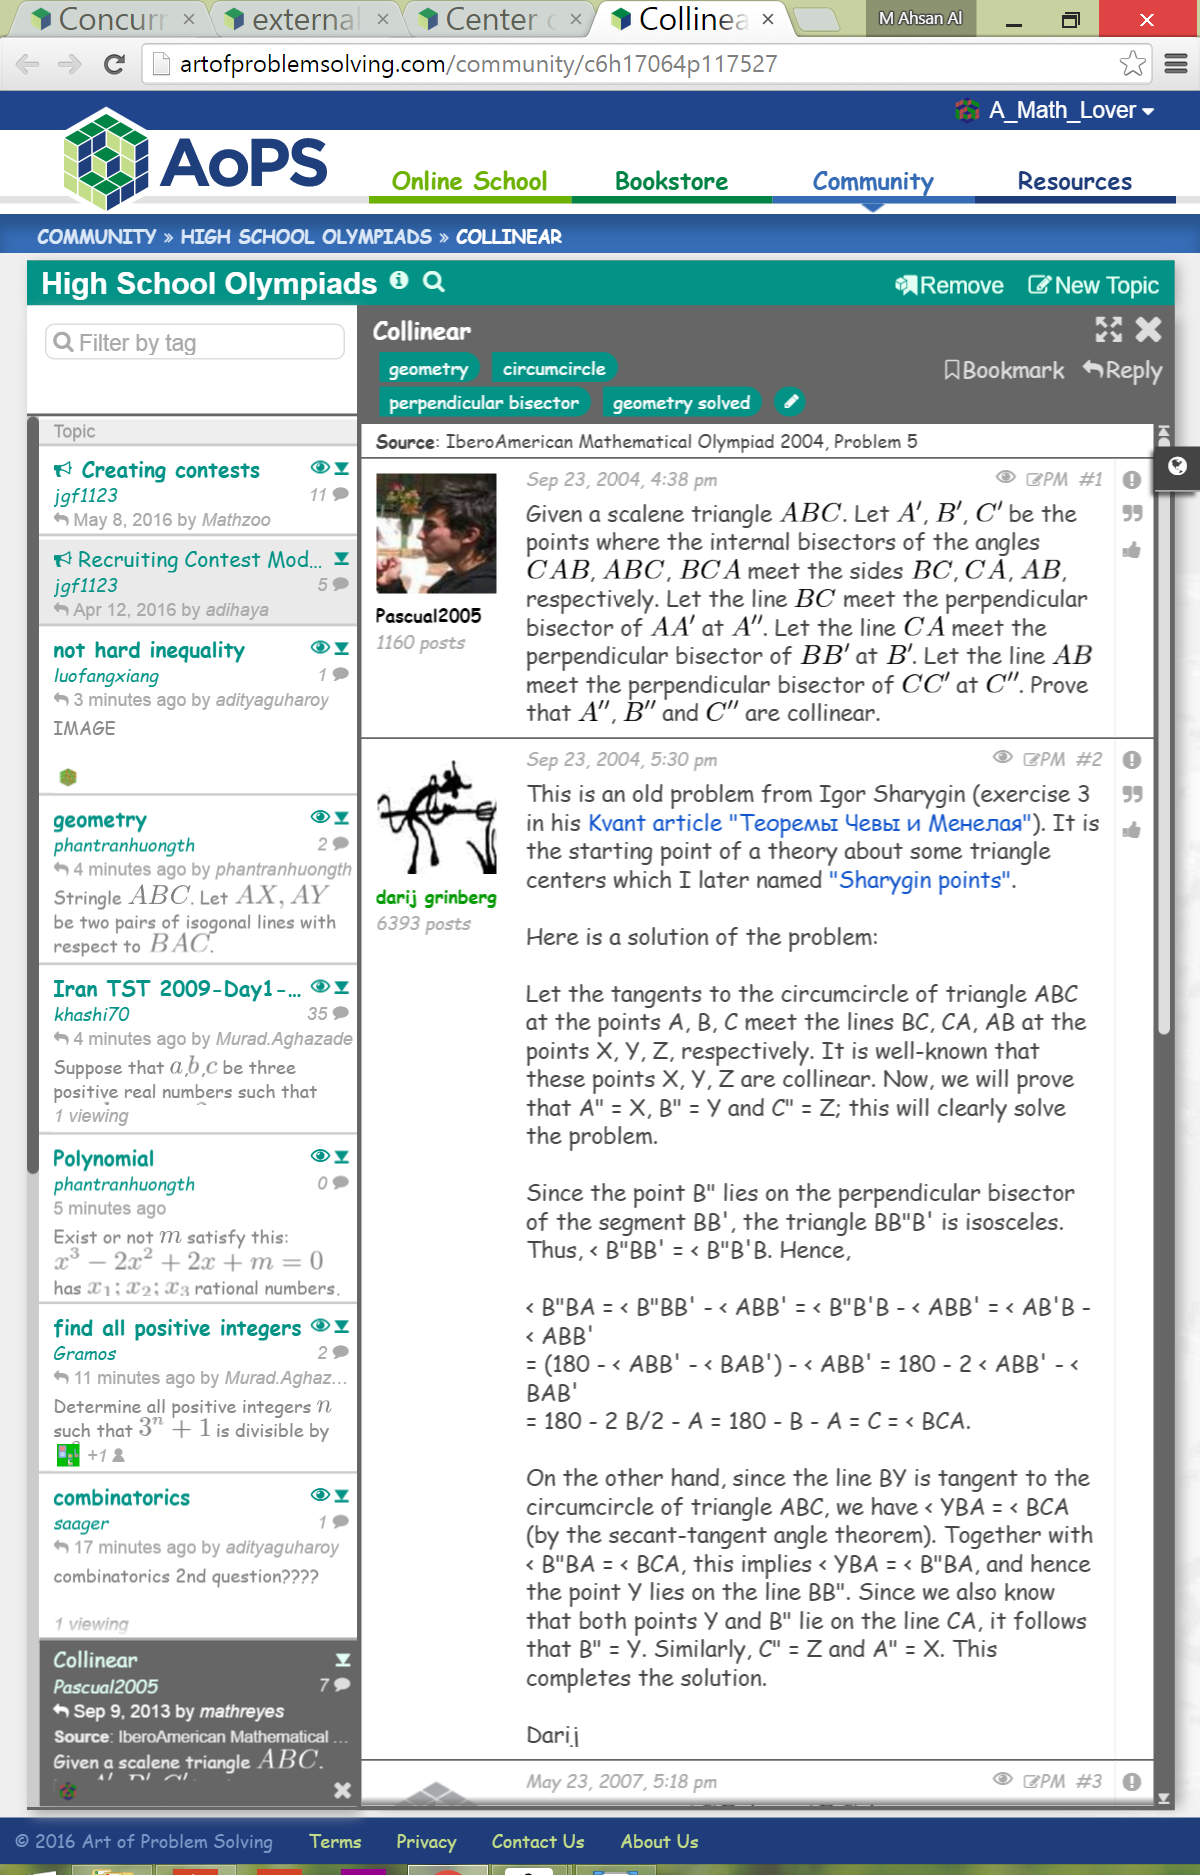 Concurr
external
Center o
Collinea
M Ahsan Al
artofproblemsolving.com/community/c6h17064p117527
A_Math_Lover
AoPS
Online School
Bookstore
Community
Resources
COMMUNITY » HIGH SCHOOL OLYMPIADS » COLLINEAR
High School Olympiads
Remove
New Topic
Filter by tag
Topic
Creating contests
jgf1123 11
May 8, 2016 by Mathzoo
Recruiting Contest Mod...
jgf1123 5
Apr 12, 2016 by adihaya
not hard inequality
luofangxiang 1
3 minutes ago by adityaguharoy
IMAGE
geometry
phantranhuongth 2
4 minutes ago by phantranhuongth
Stringle ABC. Let AX, AY
be two pairs of isogonal lines with
respect to BAC.
Iran TST 2009-Day1-...
khashi70 35
4 minutes ago by Murad.Aghazade
Suppose that a,b,c be three
positive real numbers such that
1 viewing
Polynomial
phantranhuongth 0
5 minutes ago
Exist or not m satisfy this:
x³ − 2x² + 2x + m = 0
has x₁; x₂; x₃ rational numbers.
find all positive integers
Gramos 2
11 minutes ago by Murad.Aghaz...
Determine all positive integers n
such that 3ⁿ + 1 is divisible by
+1
combinatorics
saager 1
17 minutes ago by adityaguharoy
combinatorics 2nd question????
1 viewing
Collinear
Pascual2005 7
Sep 9, 2013 by mathreyes
Source: IberoAmerican Mathematical ...
Given a scalene triangle ABC.
Collinear
geometry
circumcircle
Bookmark
Reply
perpendicular bisector
geometry solved
Source: IberoAmerican Mathematical Olympiad 2004, Problem 5
Pascual2005
1160 posts
Sep 23, 2004, 4:38 pm PM #1
Given a scalene triangle ABC. Let A′, B′, C′ be the
points where the internal bisectors of the angles
CAB, ABC, BCA meet the sides BC, CA, AB,
respectively. Let the line BC meet the perpendicular
bisector of AA′ at A″. Let the line CA meet the
perpendicular bisector of BB′ at B′. Let the line AB
meet the perpendicular bisector of CC′ at C″. Prove
that A″, B″ and C″ are collinear.
darij grinberg
6393 posts
Sep 23, 2004, 5:30 pm PM #2
This is an old problem from Igor Sharygin (exercise 3
in his Kvant article "Теоремы Чевы и Менелая"). It is
the starting point of a theory about some triangle
centers which I later named "Sharygin points".
Here is a solution of the problem:
Let the tangents to the circumcircle of triangle ABC
at the points A, B, C meet the lines BC, CA, AB at the
points X, Y, Z, respectively. It is well-known that
these points X, Y, Z are collinear. Now, we will prove
that A" = X, B" = Y and C" = Z; this will clearly solve
the problem.
Since the point B" lies on the perpendicular bisector
of the segment BB', the triangle BB"B' is isosceles.
Thus, < B"BB' = < B"B'B. Hence,
< B"BA = < B"BB' - < ABB' = < B"B'B - < ABB' = < AB'B -
< ABB'
= (180 - < ABB' - < BAB') - < ABB' = 180 - 2 < ABB' - <
BAB'
= 180 - 2 B/2 - A = 180 - B - A = C = < BCA.
On the other hand, since the line BY is tangent to the
circumcircle of triangle ABC, we have < YBA = < BCA
(by the secant-tangent angle theorem). Together with
< B"BA = < BCA, this implies < YBA = < B"BA, and hence
the point Y lies on the line BB". Since we also know
that both points Y and B" lie on the line CA, it follows
that B" = Y. Similarly, C" = Z and A" = X. This
completes the solution.
Darij
May 23, 2007, 5:18 pm PM #3
© 2016 Art of Problem Solving
Terms
Privacy
Contact Us
About Us